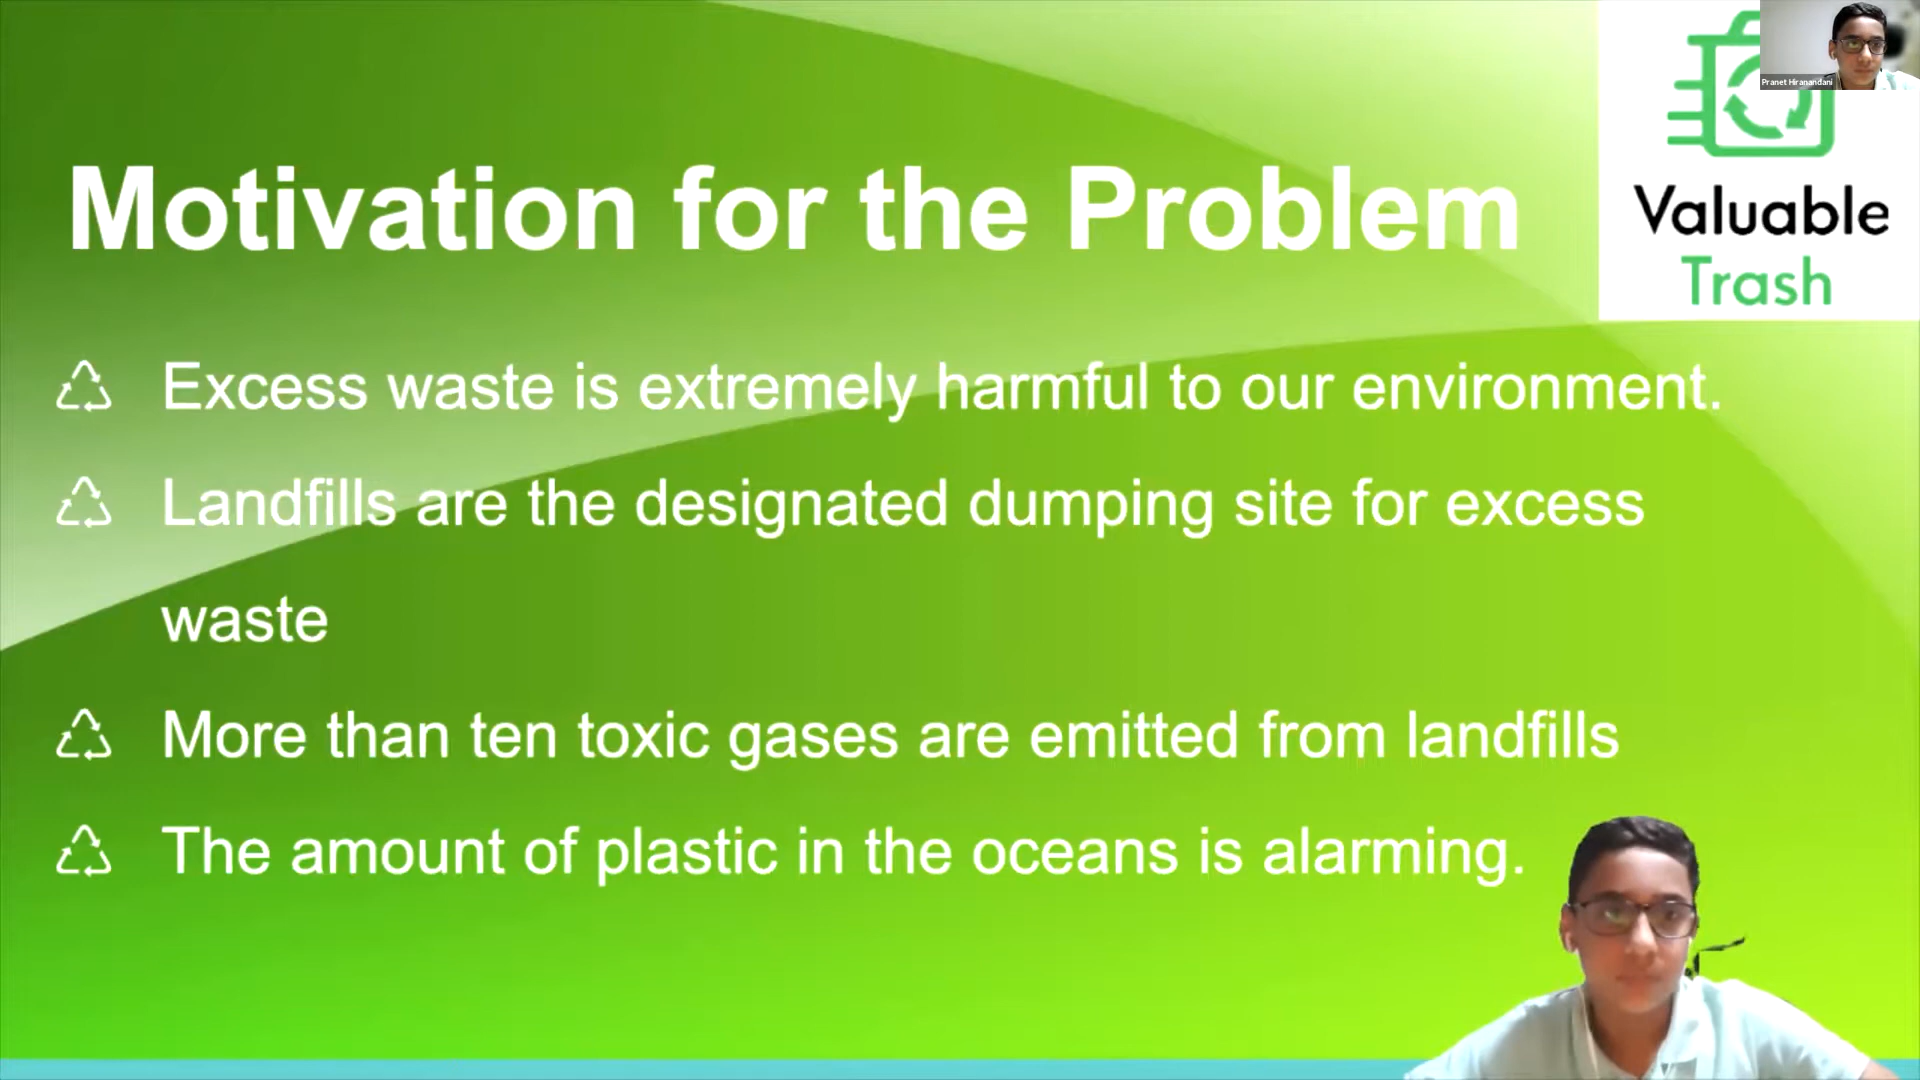 Pranet Hiranandani
Valuable
Trash
Motivation for the Problem
Excess waste is extremely harmful to our environment.
Landfills are the designated dumping site for excess
waste
More than ten toxic gases are emitted from landfills
The amount of plastic in the oceans is alarming.